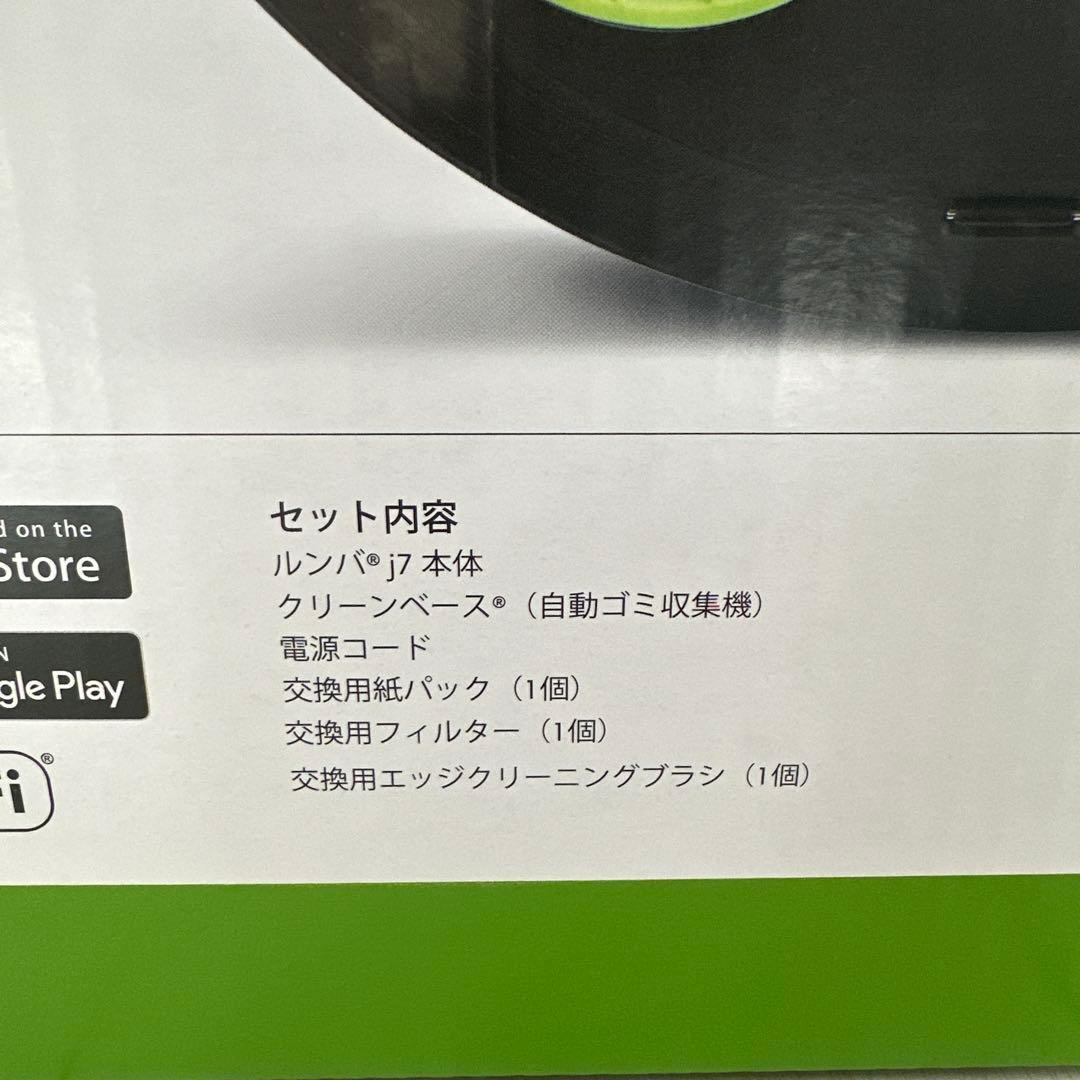 d on the
Store
セット内容
ルンバ® j7 本体
クリーンベース®（自動ゴミ収集機）
電源コード
交換用紙パック（1個）
交換用フィルター（1個）
交換用エッジクリーニングブラシ（1個）
N
gle Play
Fi®